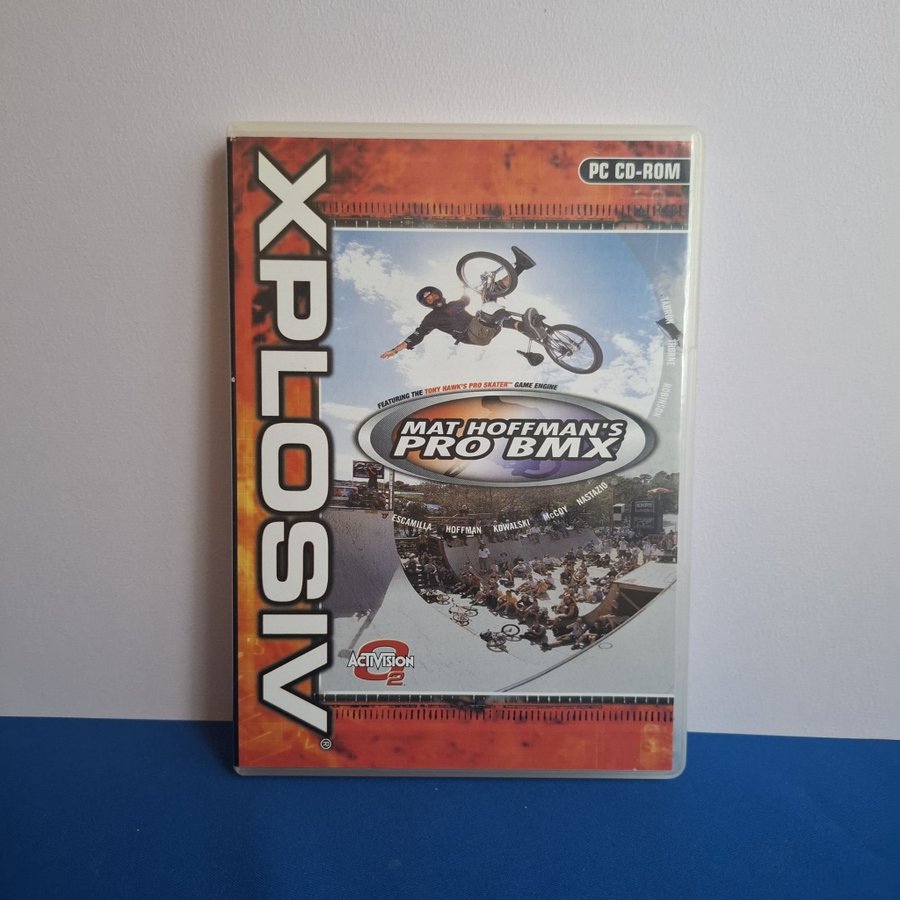 XPLOSIV®
PC CD-ROM
FEATURING THE TONY HAWK'S PRO SKATER™ GAME ENGINE
MAT HOFFMAN'S
PRO BMX
ESCAMILLA HOFFMAN KOWALSKI McCOY NASTAZIO
ROBINSON
ACTIVISION
O2